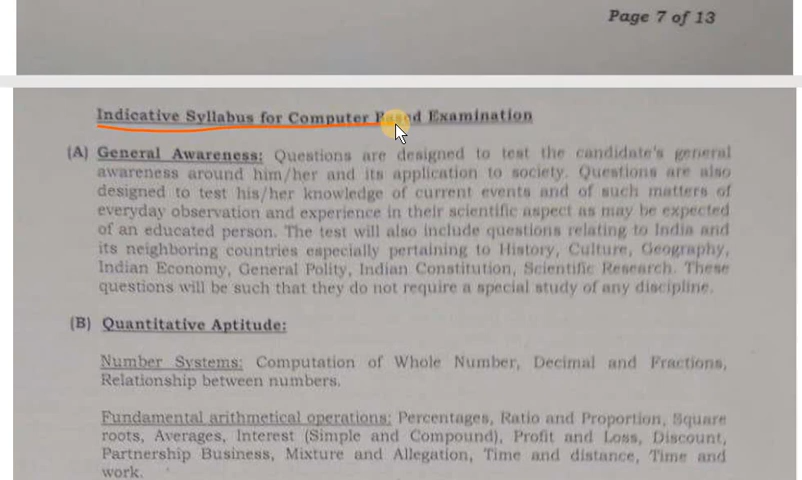 Page 7 of 13
Indicative Syllabus for Computer Based Examination
(A) General Awareness: Questions are designed to test the candidate's general
awareness around him/her and its application to society. Questions are also
designed to test his/her knowledge of current events and of such matters of
everyday observation and experience in their scientific aspect as may be expected
of an educated person. The test will also include questions relating to India and
its neighboring countries especially pertaining to History, Culture, Geography,
Indian Economy, General Polity, Indian Constitution, Scientific Research. These
questions will be such that they do not require a special study of any discipline.
(B) Quantitative Aptitude:
Number Systems: Computation of Whole Number, Decimal and Fractions,
Relationship between numbers.
Fundamental arithmetical operations: Percentages, Ratio and Proportion, Square
roots, Averages, Interest (Simple and Compound), Profit and Loss, Discount,
Partnership Business, Mixture and Allegation, Time and distance, Time and
work.